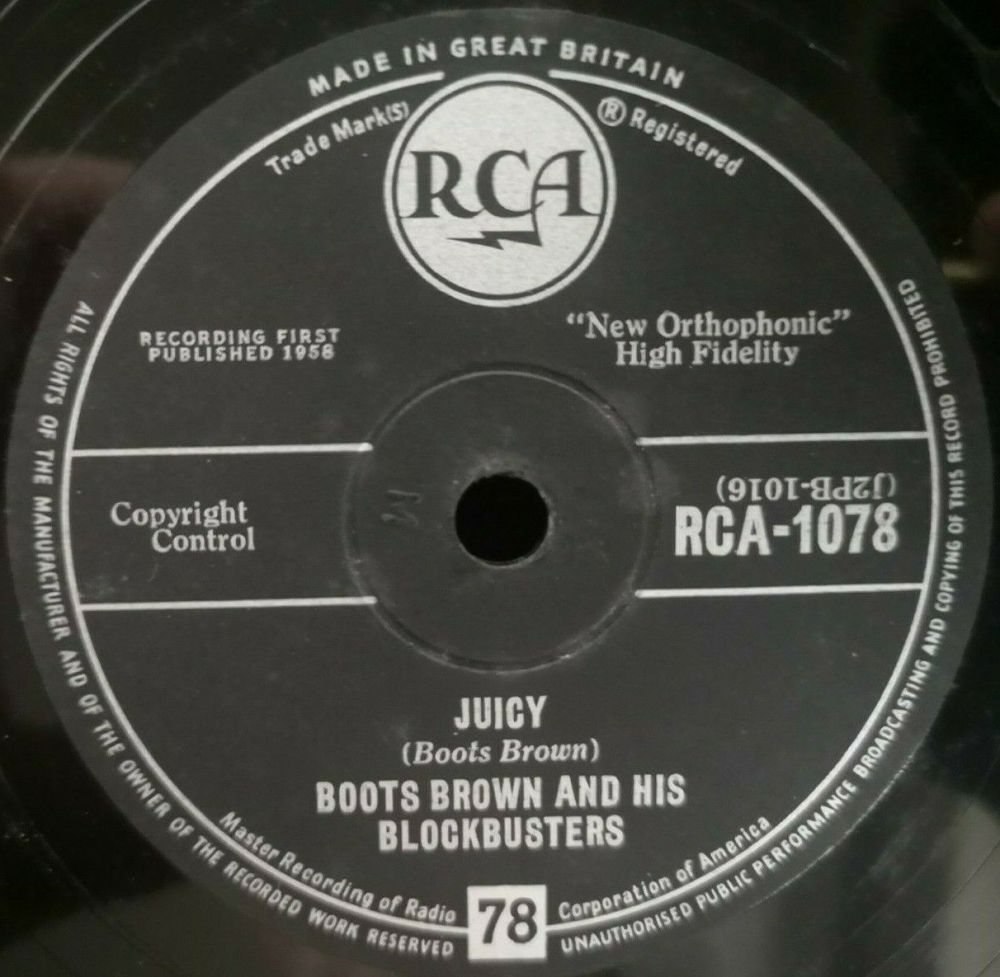 MADE IN GREAT BRITAIN
Trade Mark(s)
® Registered
RCA
RECORDING FIRST
PUBLISHED 1958
"New Orthophonic"
High Fidelity
Copyright
Control
(J2PB-1016)
RCA-1078
M
JUICY
(Boots Brown)
BOOTS BROWN AND HIS
BLOCKBUSTERS
Master Recording of Radio Corporation of America
78
ALL RIGHTS OF THE MANUFACTURER AND OF THE OWNER OF THE RECORDED WORK RESERVED
UNAUTHORISED PUBLIC PERFORMANCE BROADCASTING AND COPYING OF THIS RECORD PROHIBITED